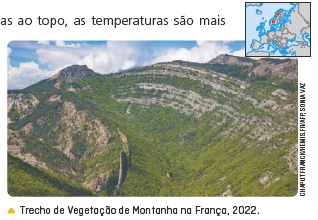 as ao topo, as temperaturas são mais
CHAPUT FRANCK/HEMIS.FR/AFP, SONIA VAZ
Trecho de Vegetação de Montanha na França, 2022.